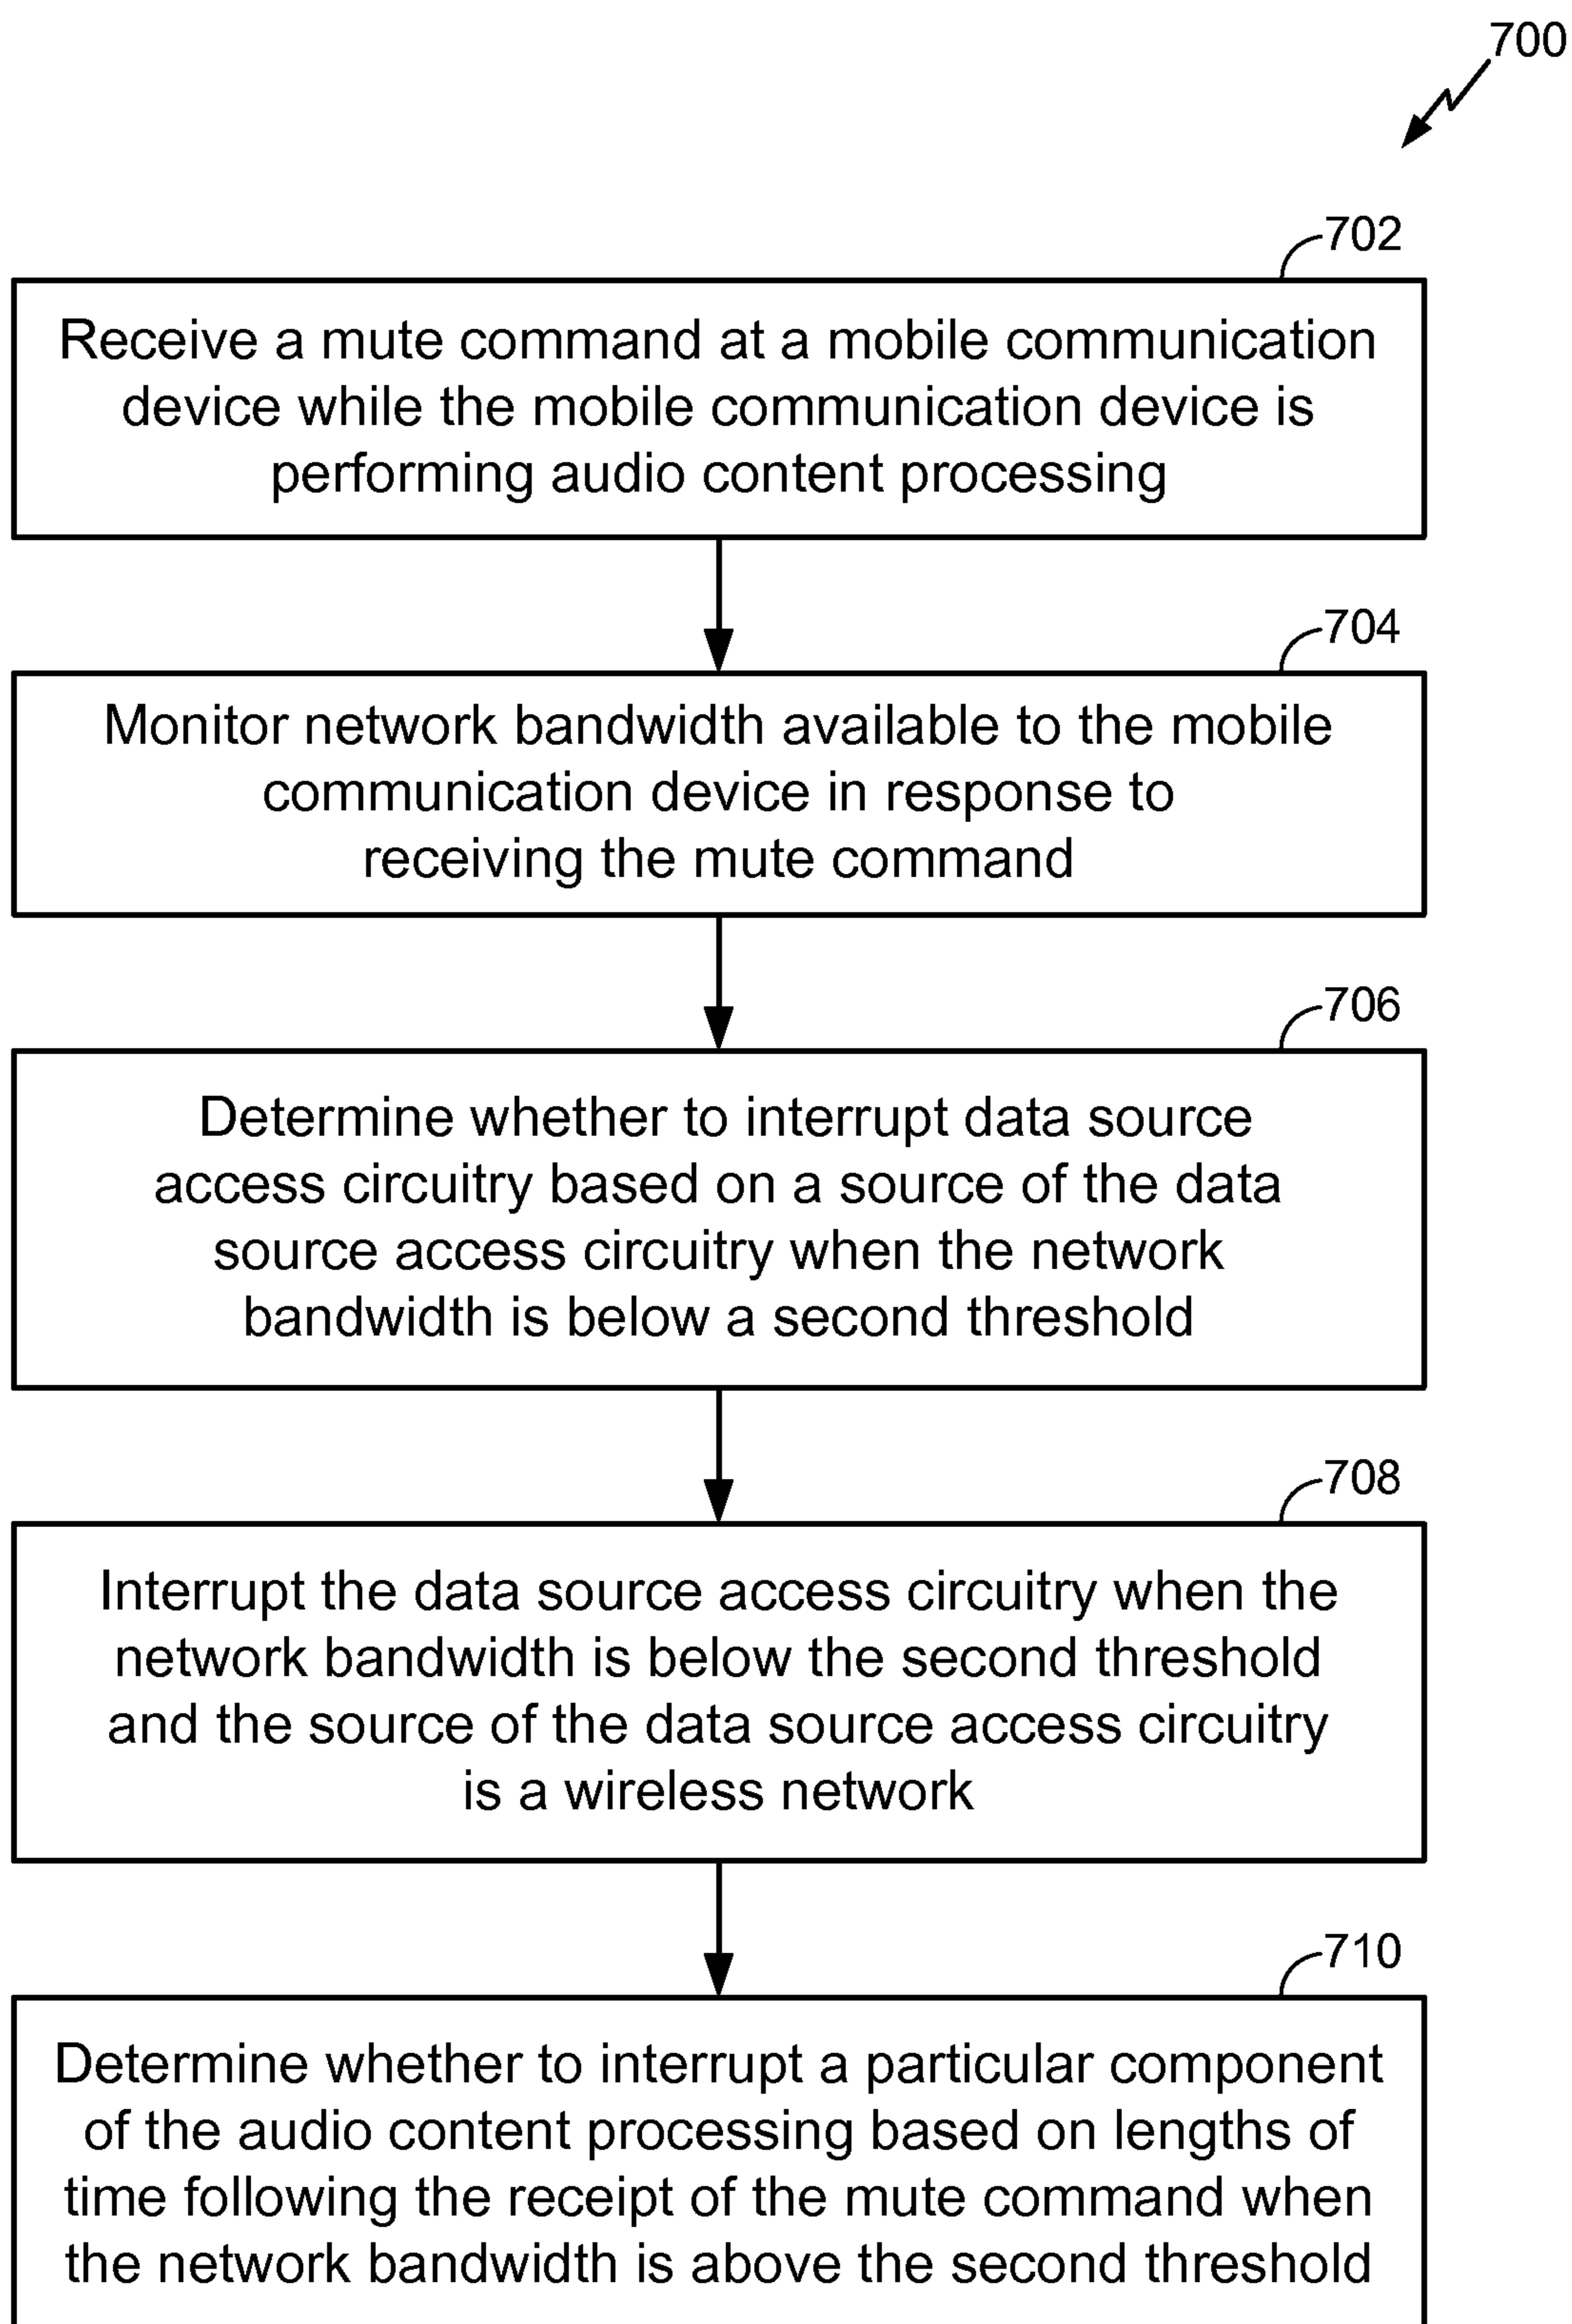 700
702
Receive a mute command at a mobile communication
device while the mobile communication device is
performing audio content processing
704
Monitor network bandwidth available to the mobile
communication device in response to
receiving the mute command
706
Determine whether to interrupt data source
access circuitry based on a source of the data
source access circuitry when the network
bandwidth is below a second threshold
708
Interrupt the data source access circuitry when the
network bandwidth is below the second threshold
and the source of the data source access circuitry
is a wireless network
710
Determine whether to interrupt a particular component
of the audio content processing based on lengths of
time following the receipt of the mute command when
the network bandwidth is above the second threshold